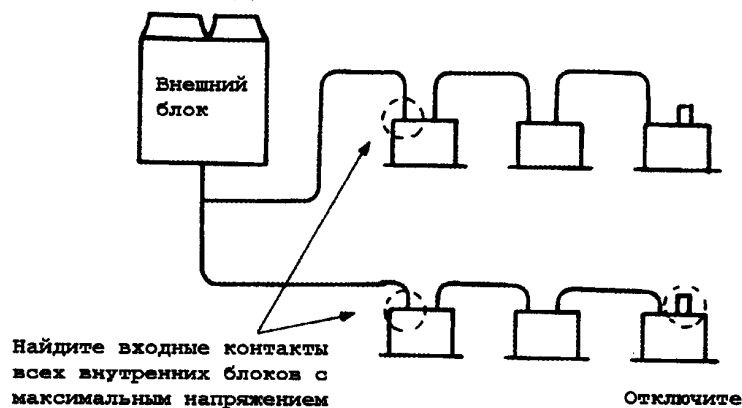 Внешний
блок
Найдите входные контакты
всех внутренних блоков с
максимальным напряжением
Отключите